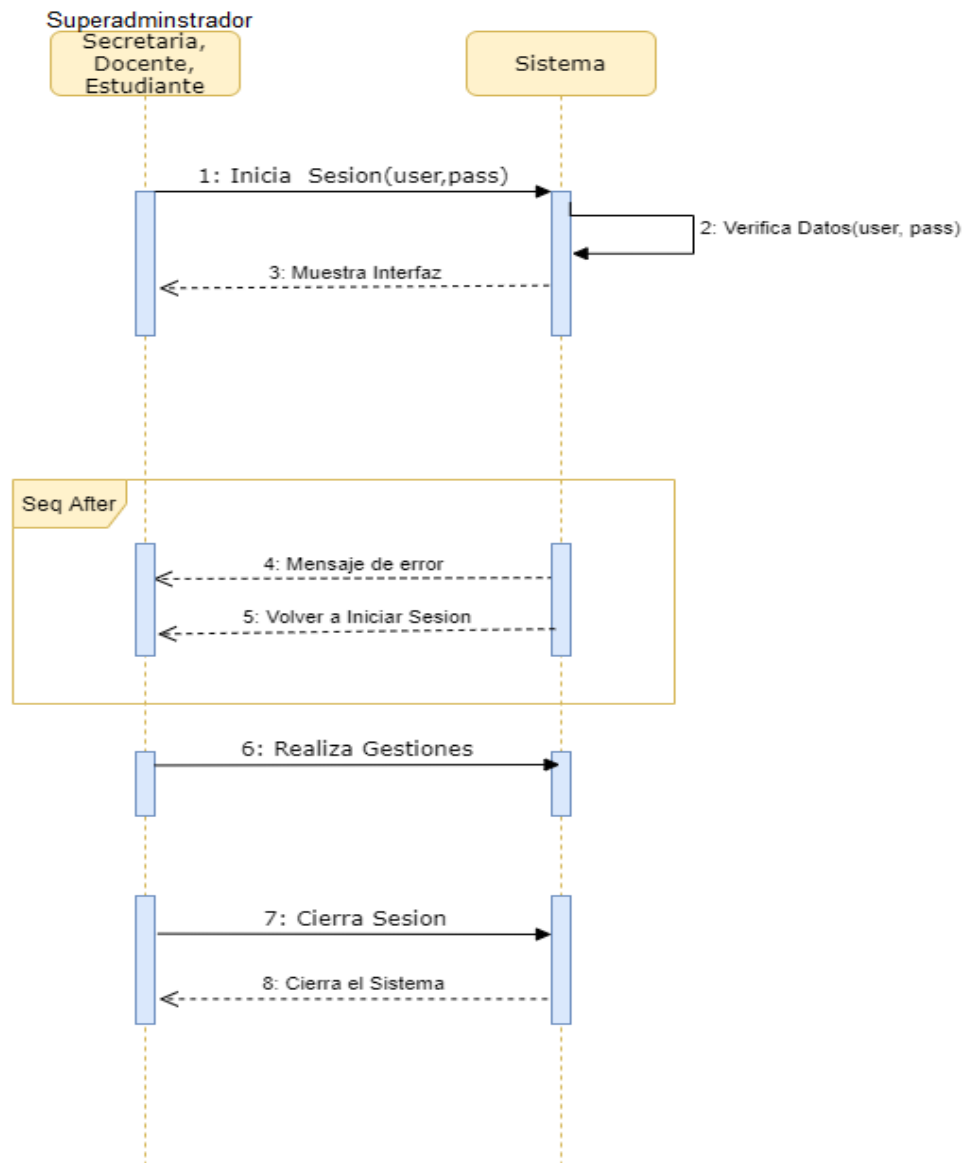 Superadminstrador
Secretaria,
Docente,
Estudiante
Sistema
1: Inicia  Sesion(user,pass)
2: Verifica Datos(user, pass)
3: Muestra Interfaz
Seq After
4: Mensaje de error
5: Volver a Iniciar Sesion
6: Realiza Gestiones
7: Cierra Sesion
8: Cierra el Sistema